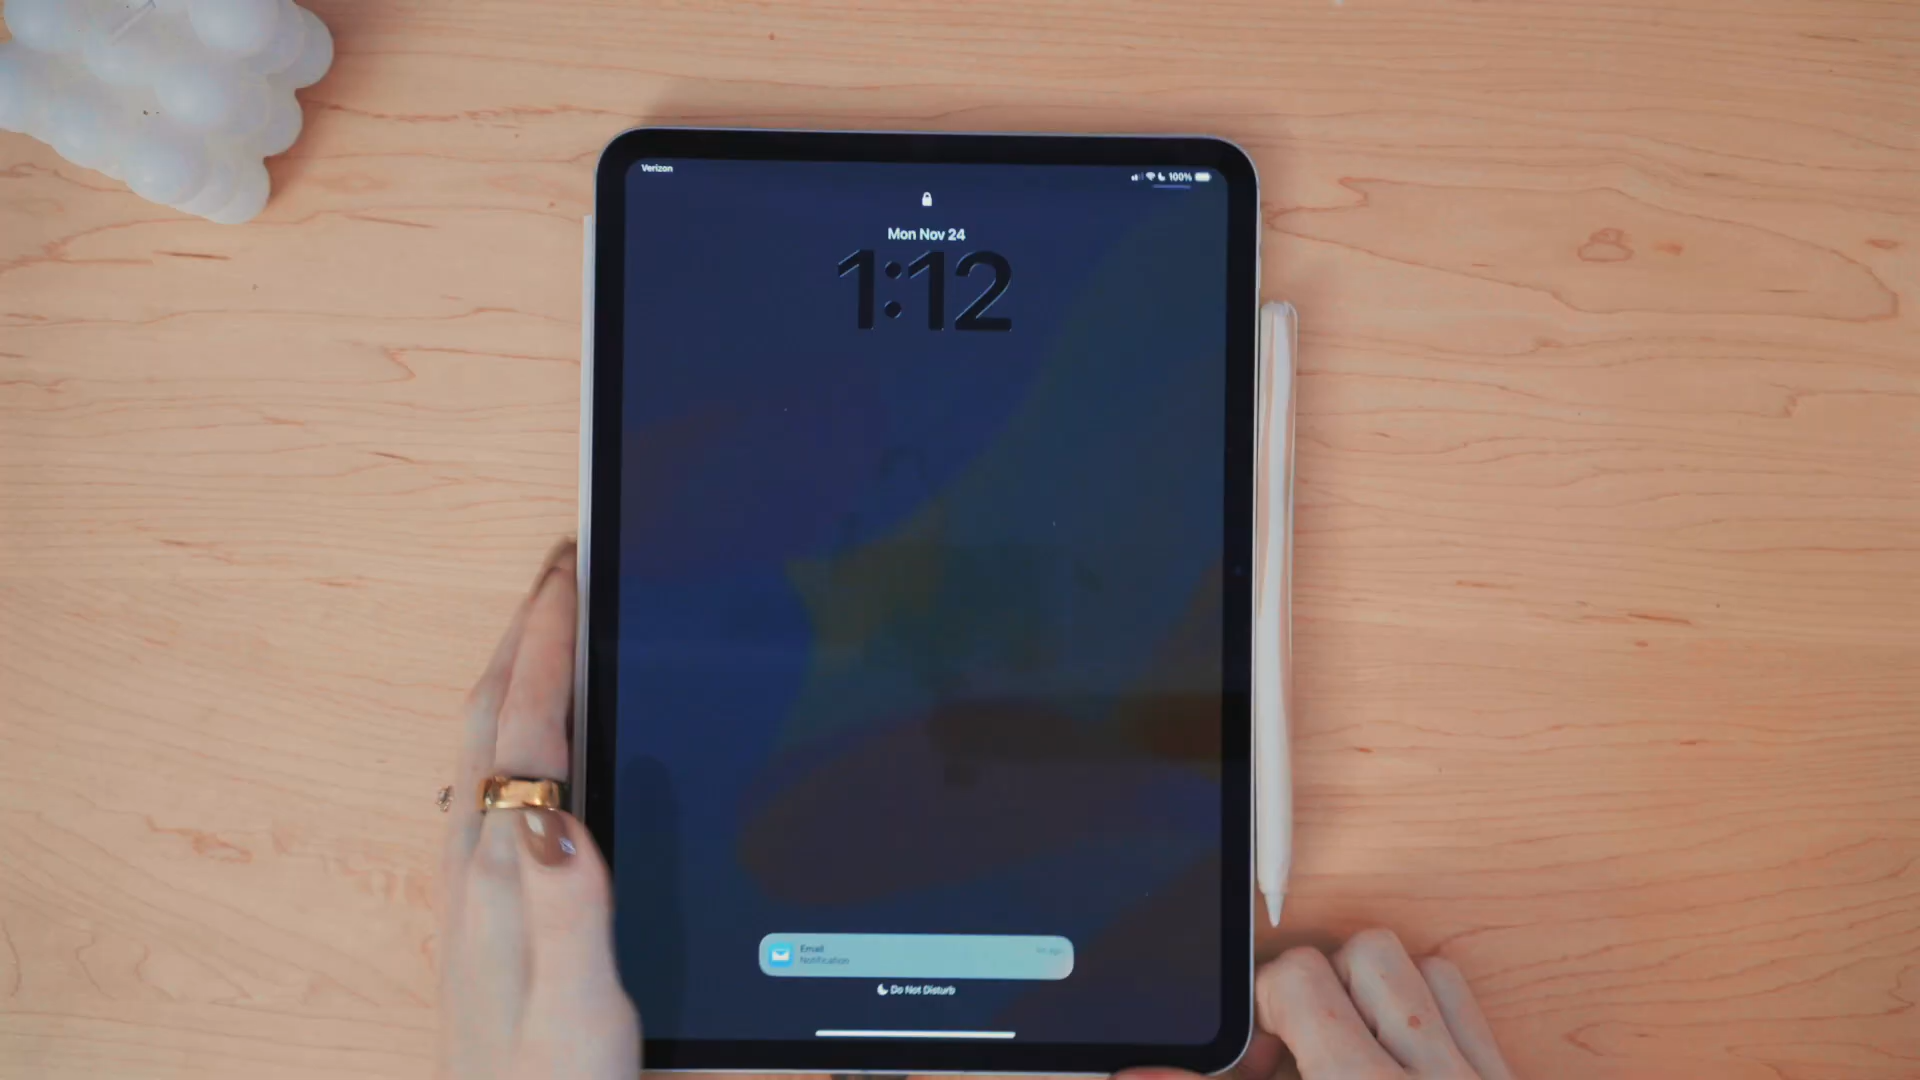 Verizon
100%
Mon Nov 24
1:12
Email
Notification
Do Not Disturb